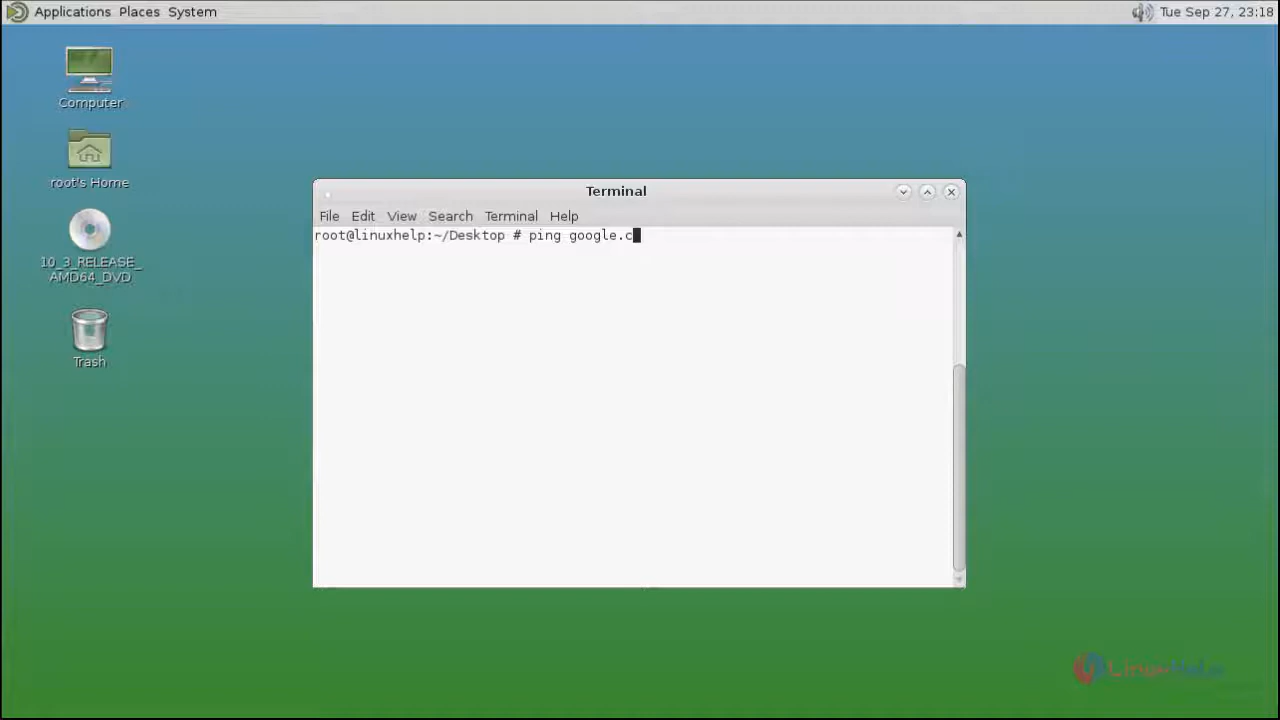 Applications Places System
Tue Sep 27, 23:18
Computer
root's Home
10_3_RELEASE_
AMD64_DVD
Trash
Terminal
File Edit View Search Terminal Help
root@linuxhelp:~/Desktop # ping google.c
LinuxHelp